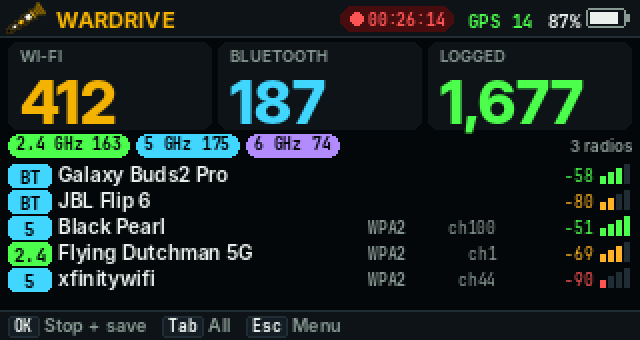 WARDRIVE 00:26:14 GPS 14 87%
WI-FI BLUETOOTH LOGGED
412 187 1,677
2.4 GHz 163 5 GHz 175 6 GHz 74 3 radios
BT Galaxy Buds2 Pro -58
BT JBL Flip 6 -80
5 Black Pearl WPA2 ch100 -51
2.4 Flying Dutchman 5G WPA2 ch1 -69
5 xfinitywifi WPA2 ch44 -90
OK Stop + save Tab All Esc Menu